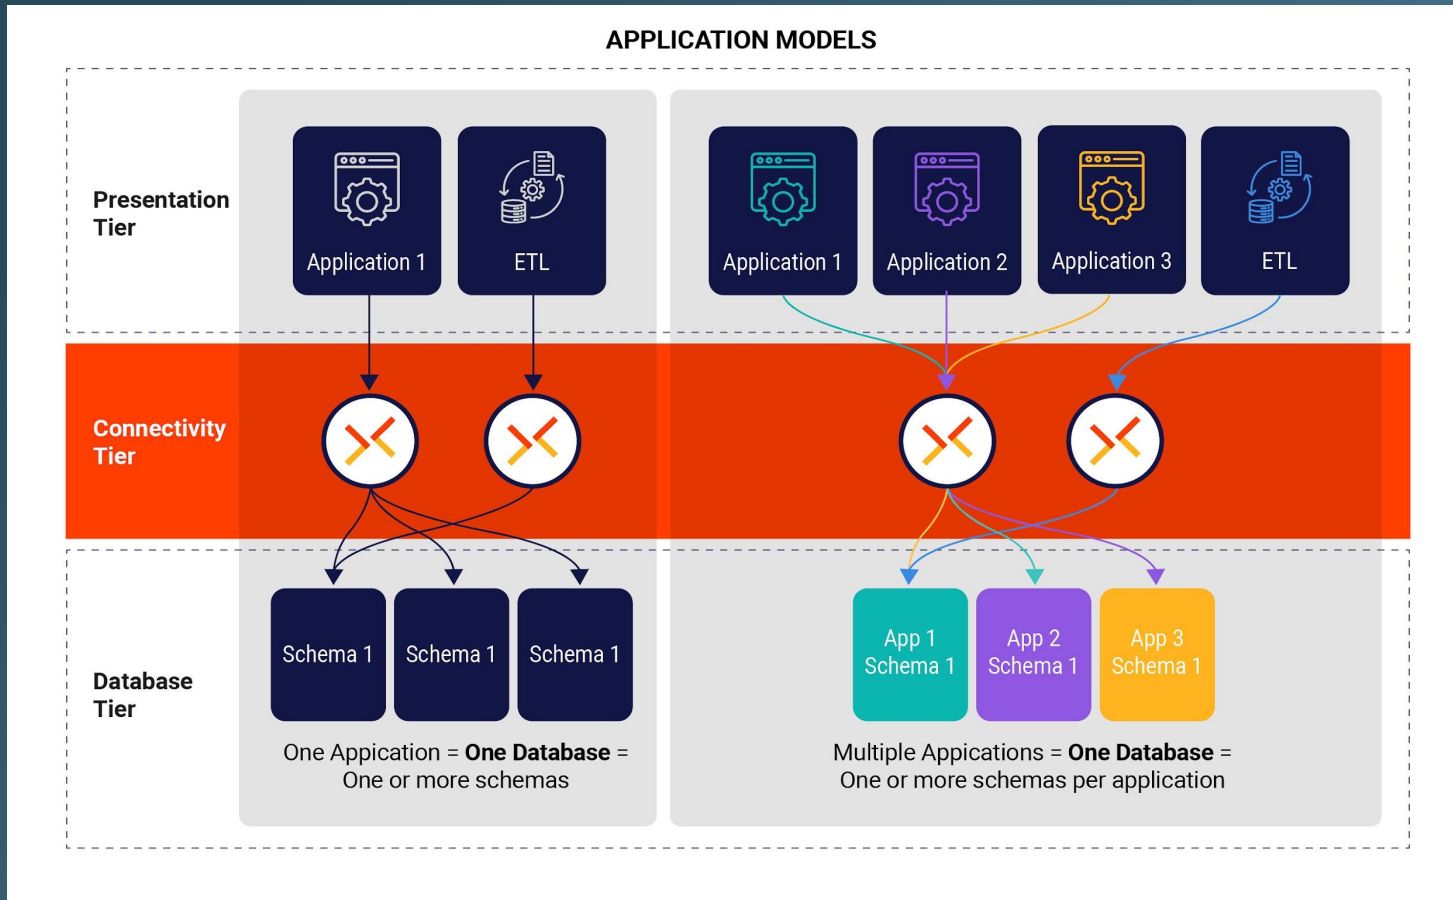 APPLICATION MODELS
Presentation
Tier
Application 1
ETL
Application 1
Application 2
Application 3
ETL
Connectivity
Tier
Database
Tier
Schema 1
Schema 1
Schema 1
App 1
Schema 1
App 2
Schema 1
App 3
Schema 1
One Appication = One Database =
One or more schemas
Multiple Appications = One Database =
One or more schemas per application